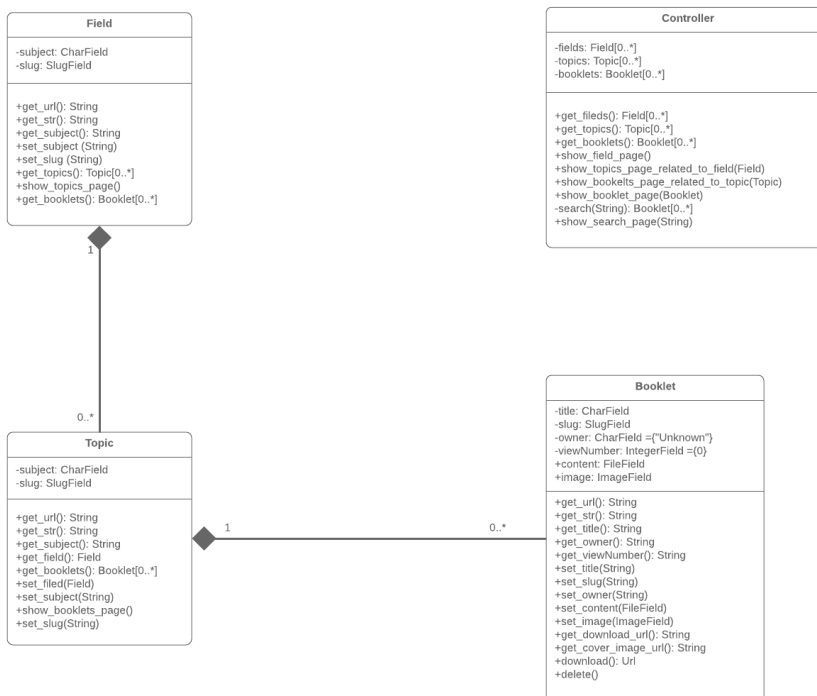 Field
-subject: CharField
-slug: SlugField
+get_url(): String
+get_str(): String
+get_subject(): String
+set_subject (String)
+set_slug (String)
+get_topics(): Topic[0..*]
+show_topics_page()
+get_booklets(): Booklet[0..*]
Controller
-fields: Field[0..*]
-topics: Topic[0..*]
-booklets: Booklet[0..*]
+get_fileds(): Field[0..*]
+get_topics(): Topic[0..*]
+get_booklets(): Booklet[0..*]
+show_field_page()
+show_topics_page_related_to_field(Field)
+show_bookelts_page_related_to_topic(Topic)
+show_booklet_page(Booklet)
-search(String): Booklet[0..*]
+show_search_page(String)
1
0..*
Topic
-subject: CharField
-slug: SlugField
+get_url(): String
+get_str(): String
+get_subject(): String
+get_field(): Field
+get_booklets(): Booklet[0..*]
+set_filed(Field)
+set_subject(String)
+show_booklets_page()
+set_slug(String)
1
0..*
Booklet
-title: CharField
-slug: SlugField
-owner: CharField ={"Unknown"}
-viewNumber: IntegerField ={0}
+content: FileField
+image: ImageField
+get_url(): String
+get_str(): String
+get_title(): String
+get_owner(): String
+get_viewNumber(): String
+set_title(String)
+set_slug(String)
+set_owner(String)
+set_content(FileField)
+set_image(ImageField)
+get_download_url(): String
+get_cover_image_url(): String
+download(): Url
+delete()